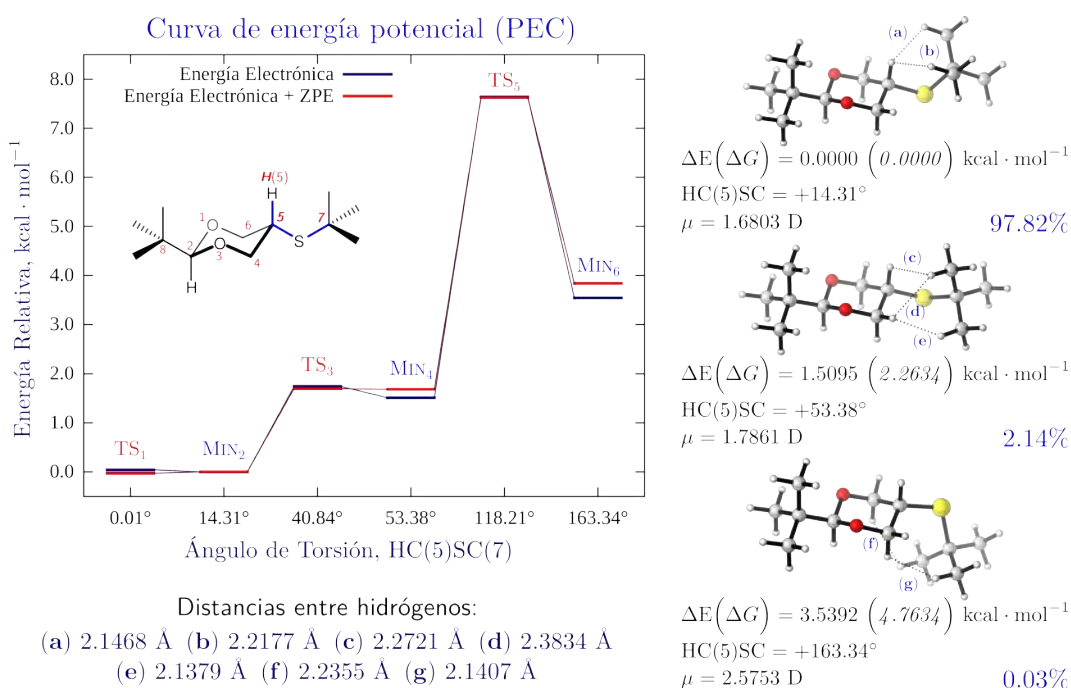 Curva de energía potencial (PEC)
Energía Relativa, kcal · mol⁻¹
8.0
7.0
6.0
5.0
4.0
3.0
2.0
1.0
0.0
Energía Electrónica
Energía Electrónica + ZPE
TS₁
MIN₂
TS₃
MIN₄
TS₅
MIN₆
H(5)
H
1
O
6
5
7
S
8
2
3
O
4
H
0.01°
14.31°
40.84°
53.38°
118.21°
163.34°
Ángulo de Torsión, HC(5)SC(7)
Distancias entre hidrógenos:
(a) 2.1468 Å (b) 2.2177 Å (c) 2.2721 Å (d) 2.3834 Å
(e) 2.1379 Å (f) 2.2355 Å (g) 2.1407 Å
(a)
(b)
ΔE(ΔG) = 0.0000 (0.0000) kcal · mol⁻¹
HC(5)SC = +14.31°
μ = 1.6803 D
97.82%
(c)
(d)
(e)
ΔE(ΔG) = 1.5095 (2.2634) kcal · mol⁻¹
HC(5)SC = +53.38°
μ = 1.7861 D
2.14%
(f)
(g)
ΔE(ΔG) = 3.5392 (4.7634) kcal · mol⁻¹
HC(5)SC = +163.34°
μ = 2.5753 D
0.03%